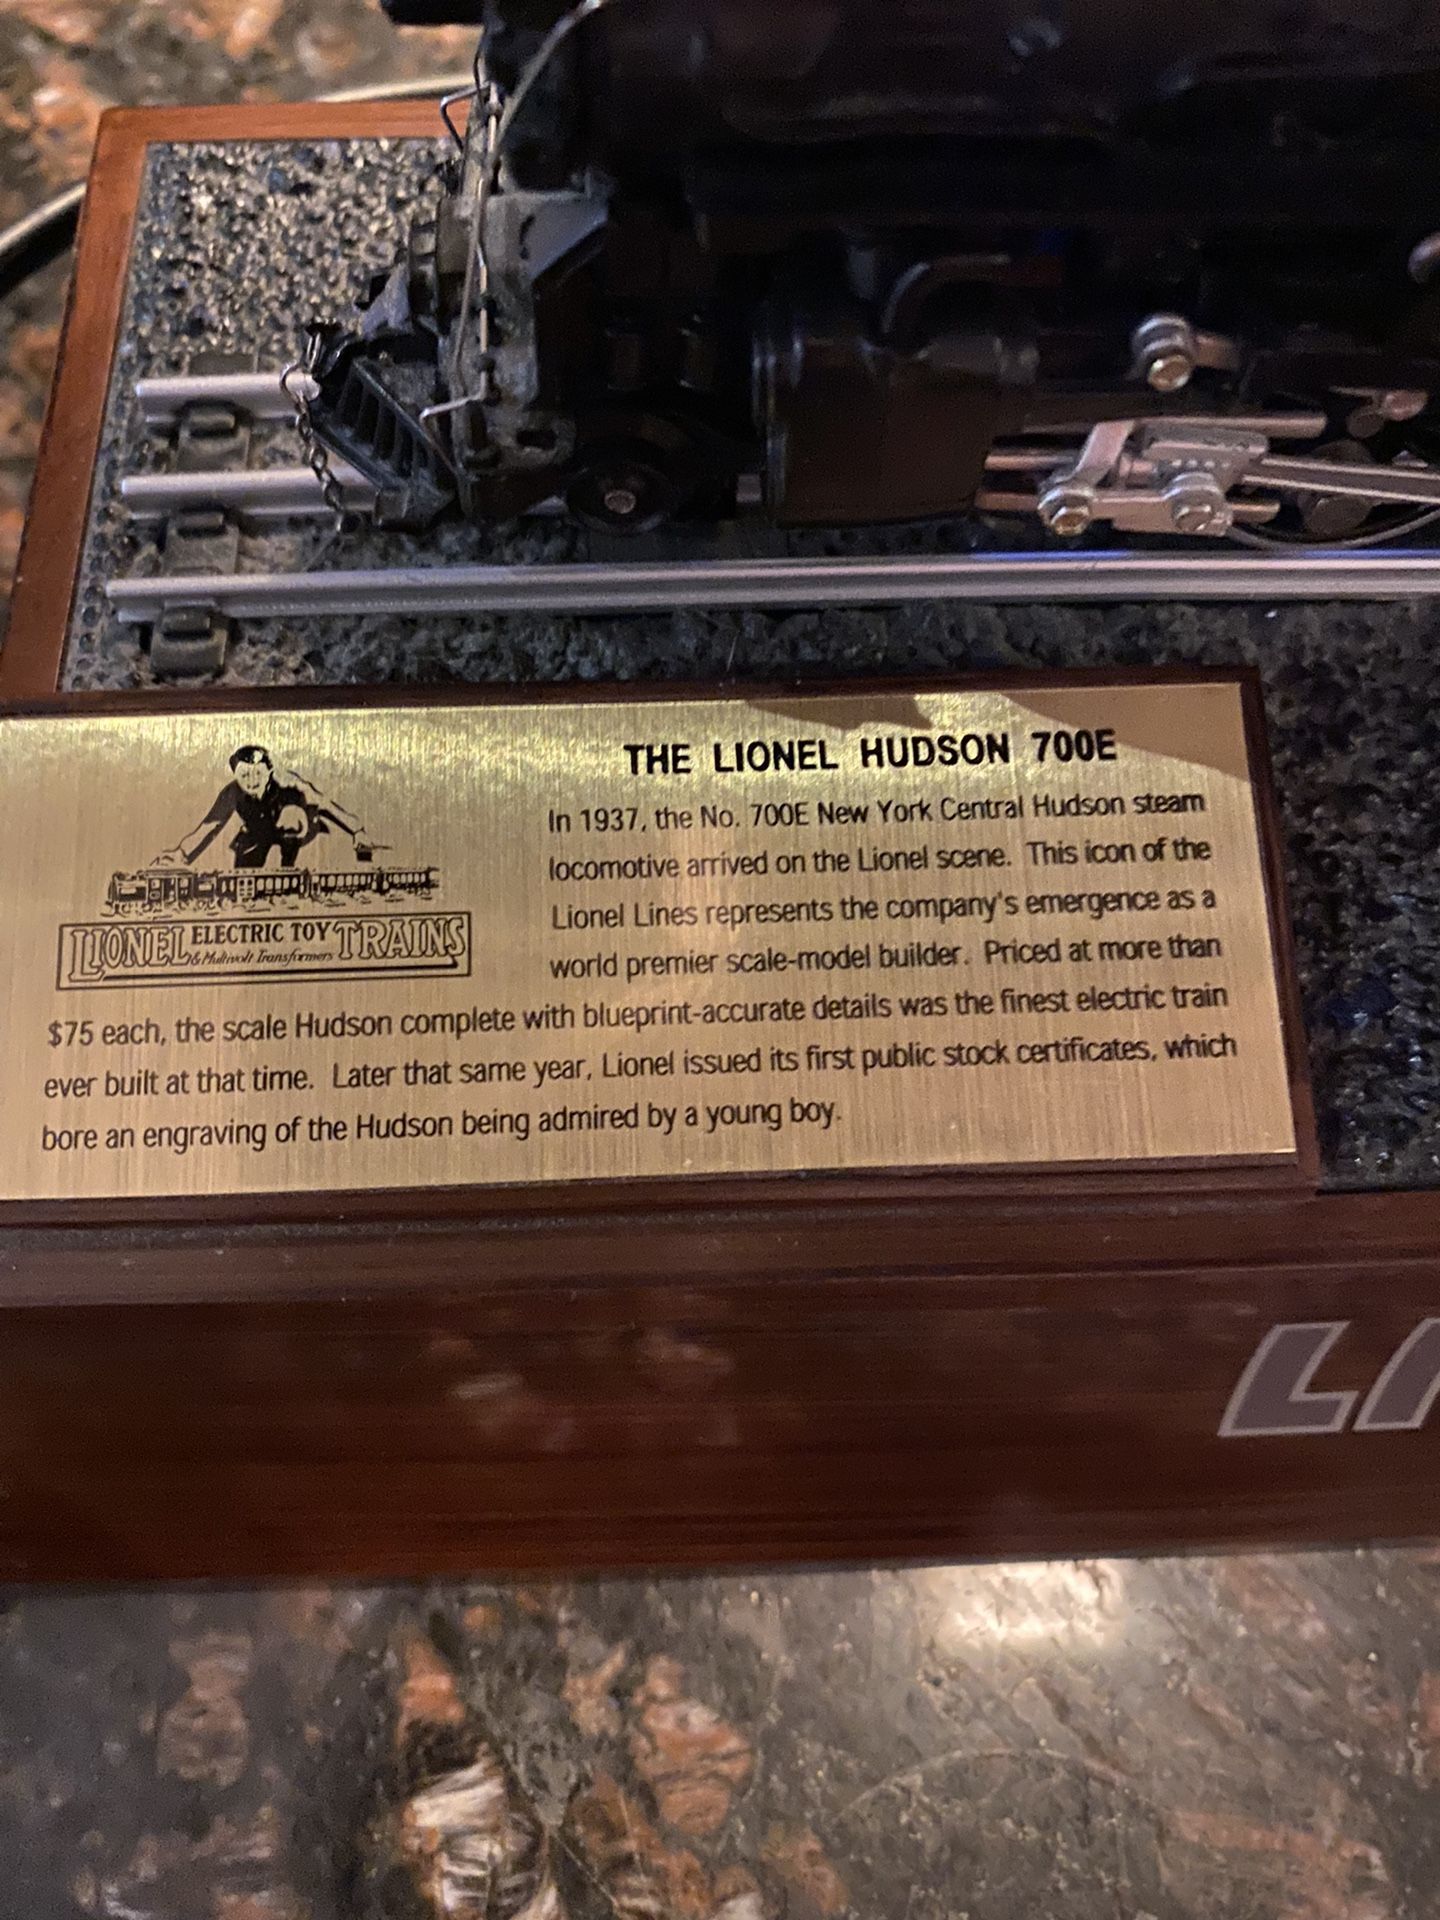 THE LIONEL HUDSON 700E
In 1937, the No. 700E New York Central Hudson steam
locomotive arrived on the Lionel scene. This icon of the
Lionel Lines represents the company's emergence as a
world premier scale-model builder. Priced at more than
$75 each, the scale Hudson complete with blueprint-accurate details was the finest electric train
ever built at that time. Later that same year, Lionel issued its first public stock certificates, which
bore an engraving of the Hudson being admired by a young boy.
LIONEL ELECTRIC TOY TRAINS
& Multivolt Transformers
LI